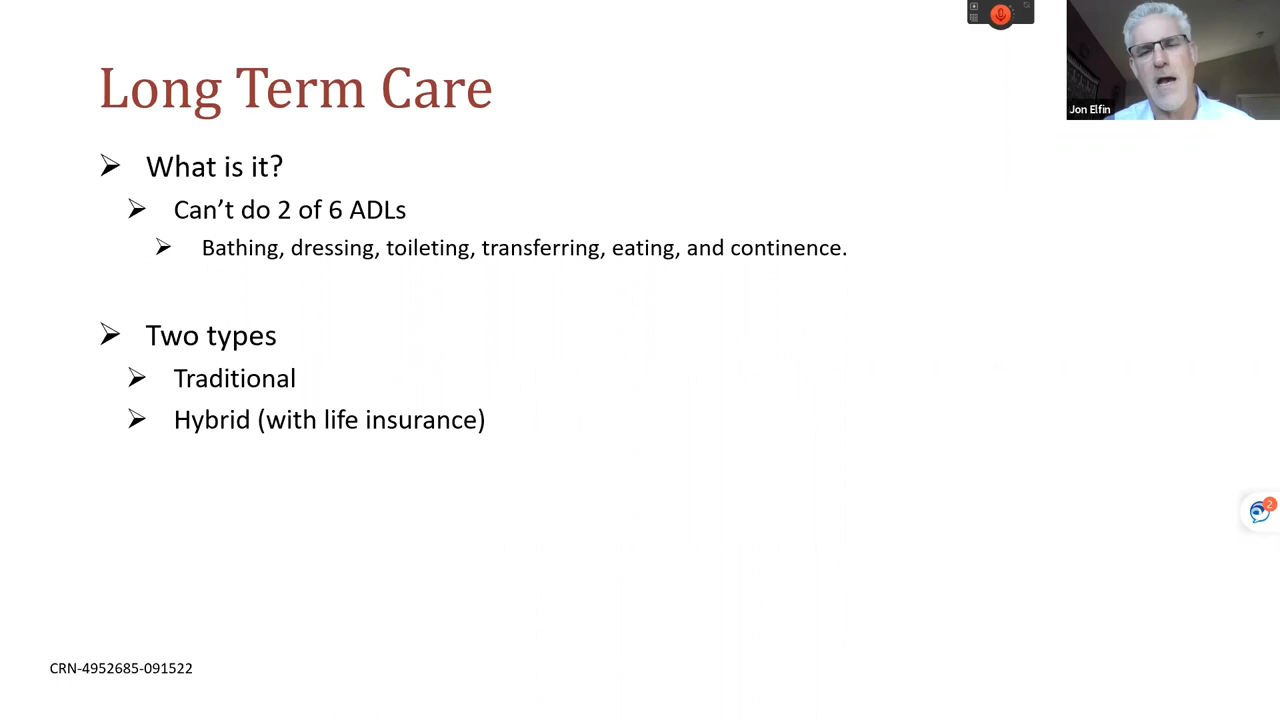 Long Term Care
Jon Elfin
What is it?
Can't do 2 of 6 ADLs
Bathing, dressing, toileting, transferring, eating, and continence.
Two types
Traditional
Hybrid (with life insurance)
2
CRN-4952685-091522